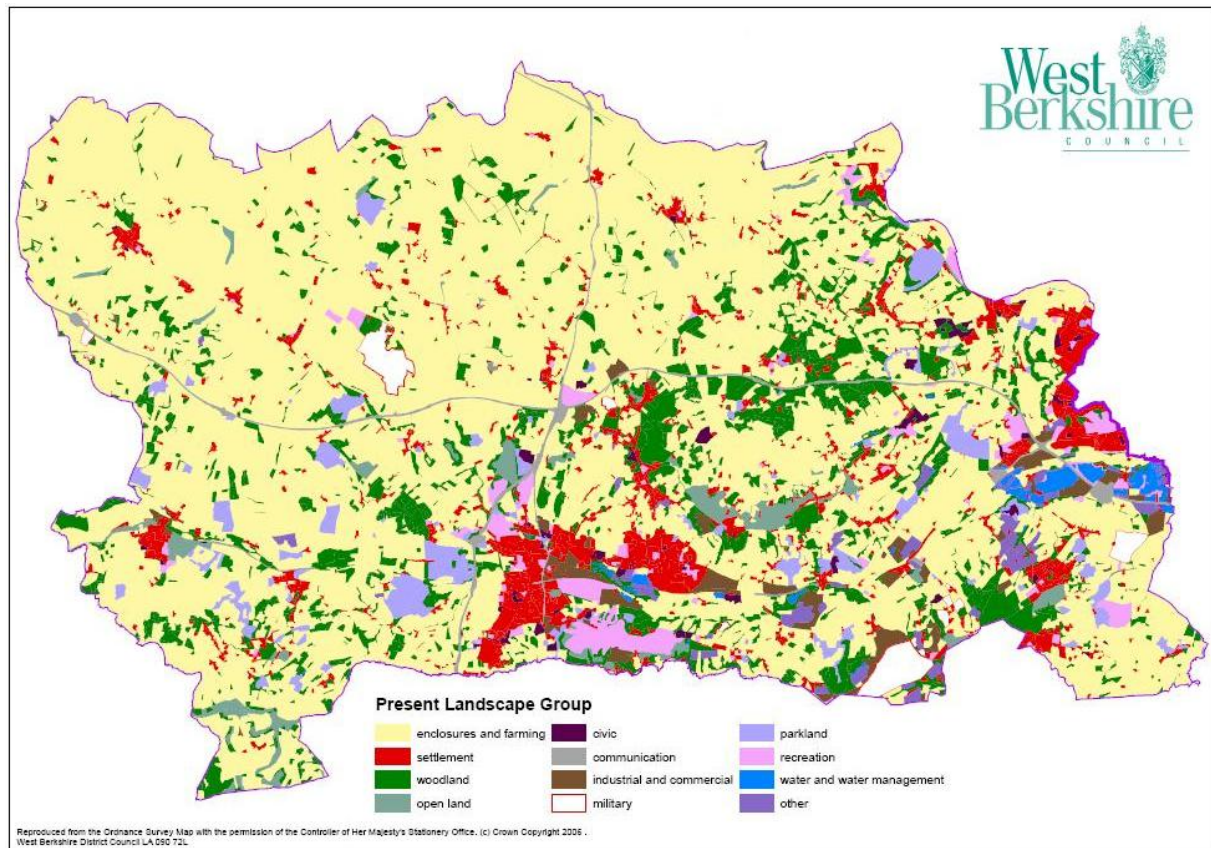 West
Berkshire
COUNCIL
Present Landscape Group
enclosures and farming
settlement
woodland
open land
civic
communication
industrial and commercial
military
parkland
recreation
water and water management
other
Reproduced from the Ordnance Survey Map with the permission of the Controller of Her Majesty's Stationery Office. (c) Crown Copyright 2006 .
West Berkshire District Council LA 090 72L